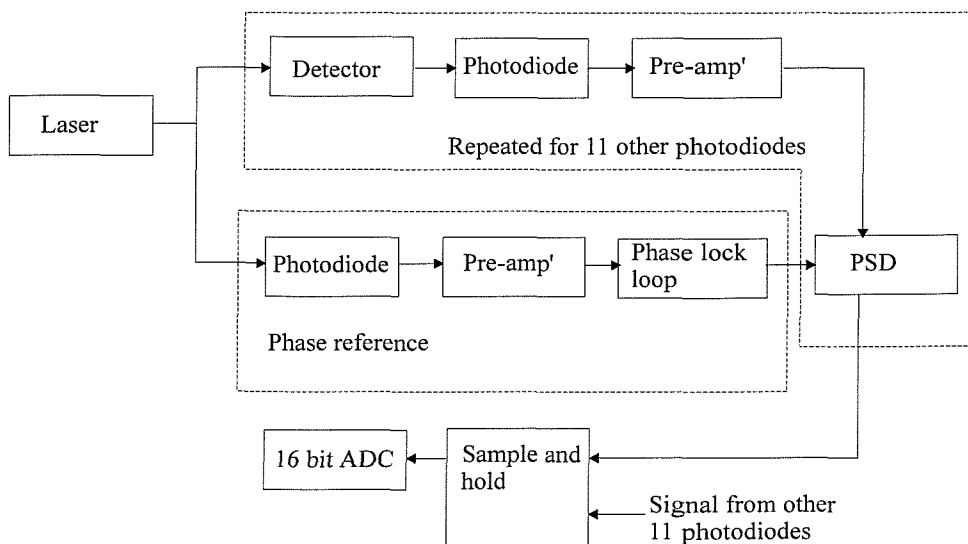 Detector
Photodiode
Pre-amp'
Laser
Repeated for 11 other photodiodes
Photodiode
Pre-amp'
Phase lock
loop
PSD
Phase reference
16 bit ADC
Sample and
hold
Signal from other
11 photodiodes